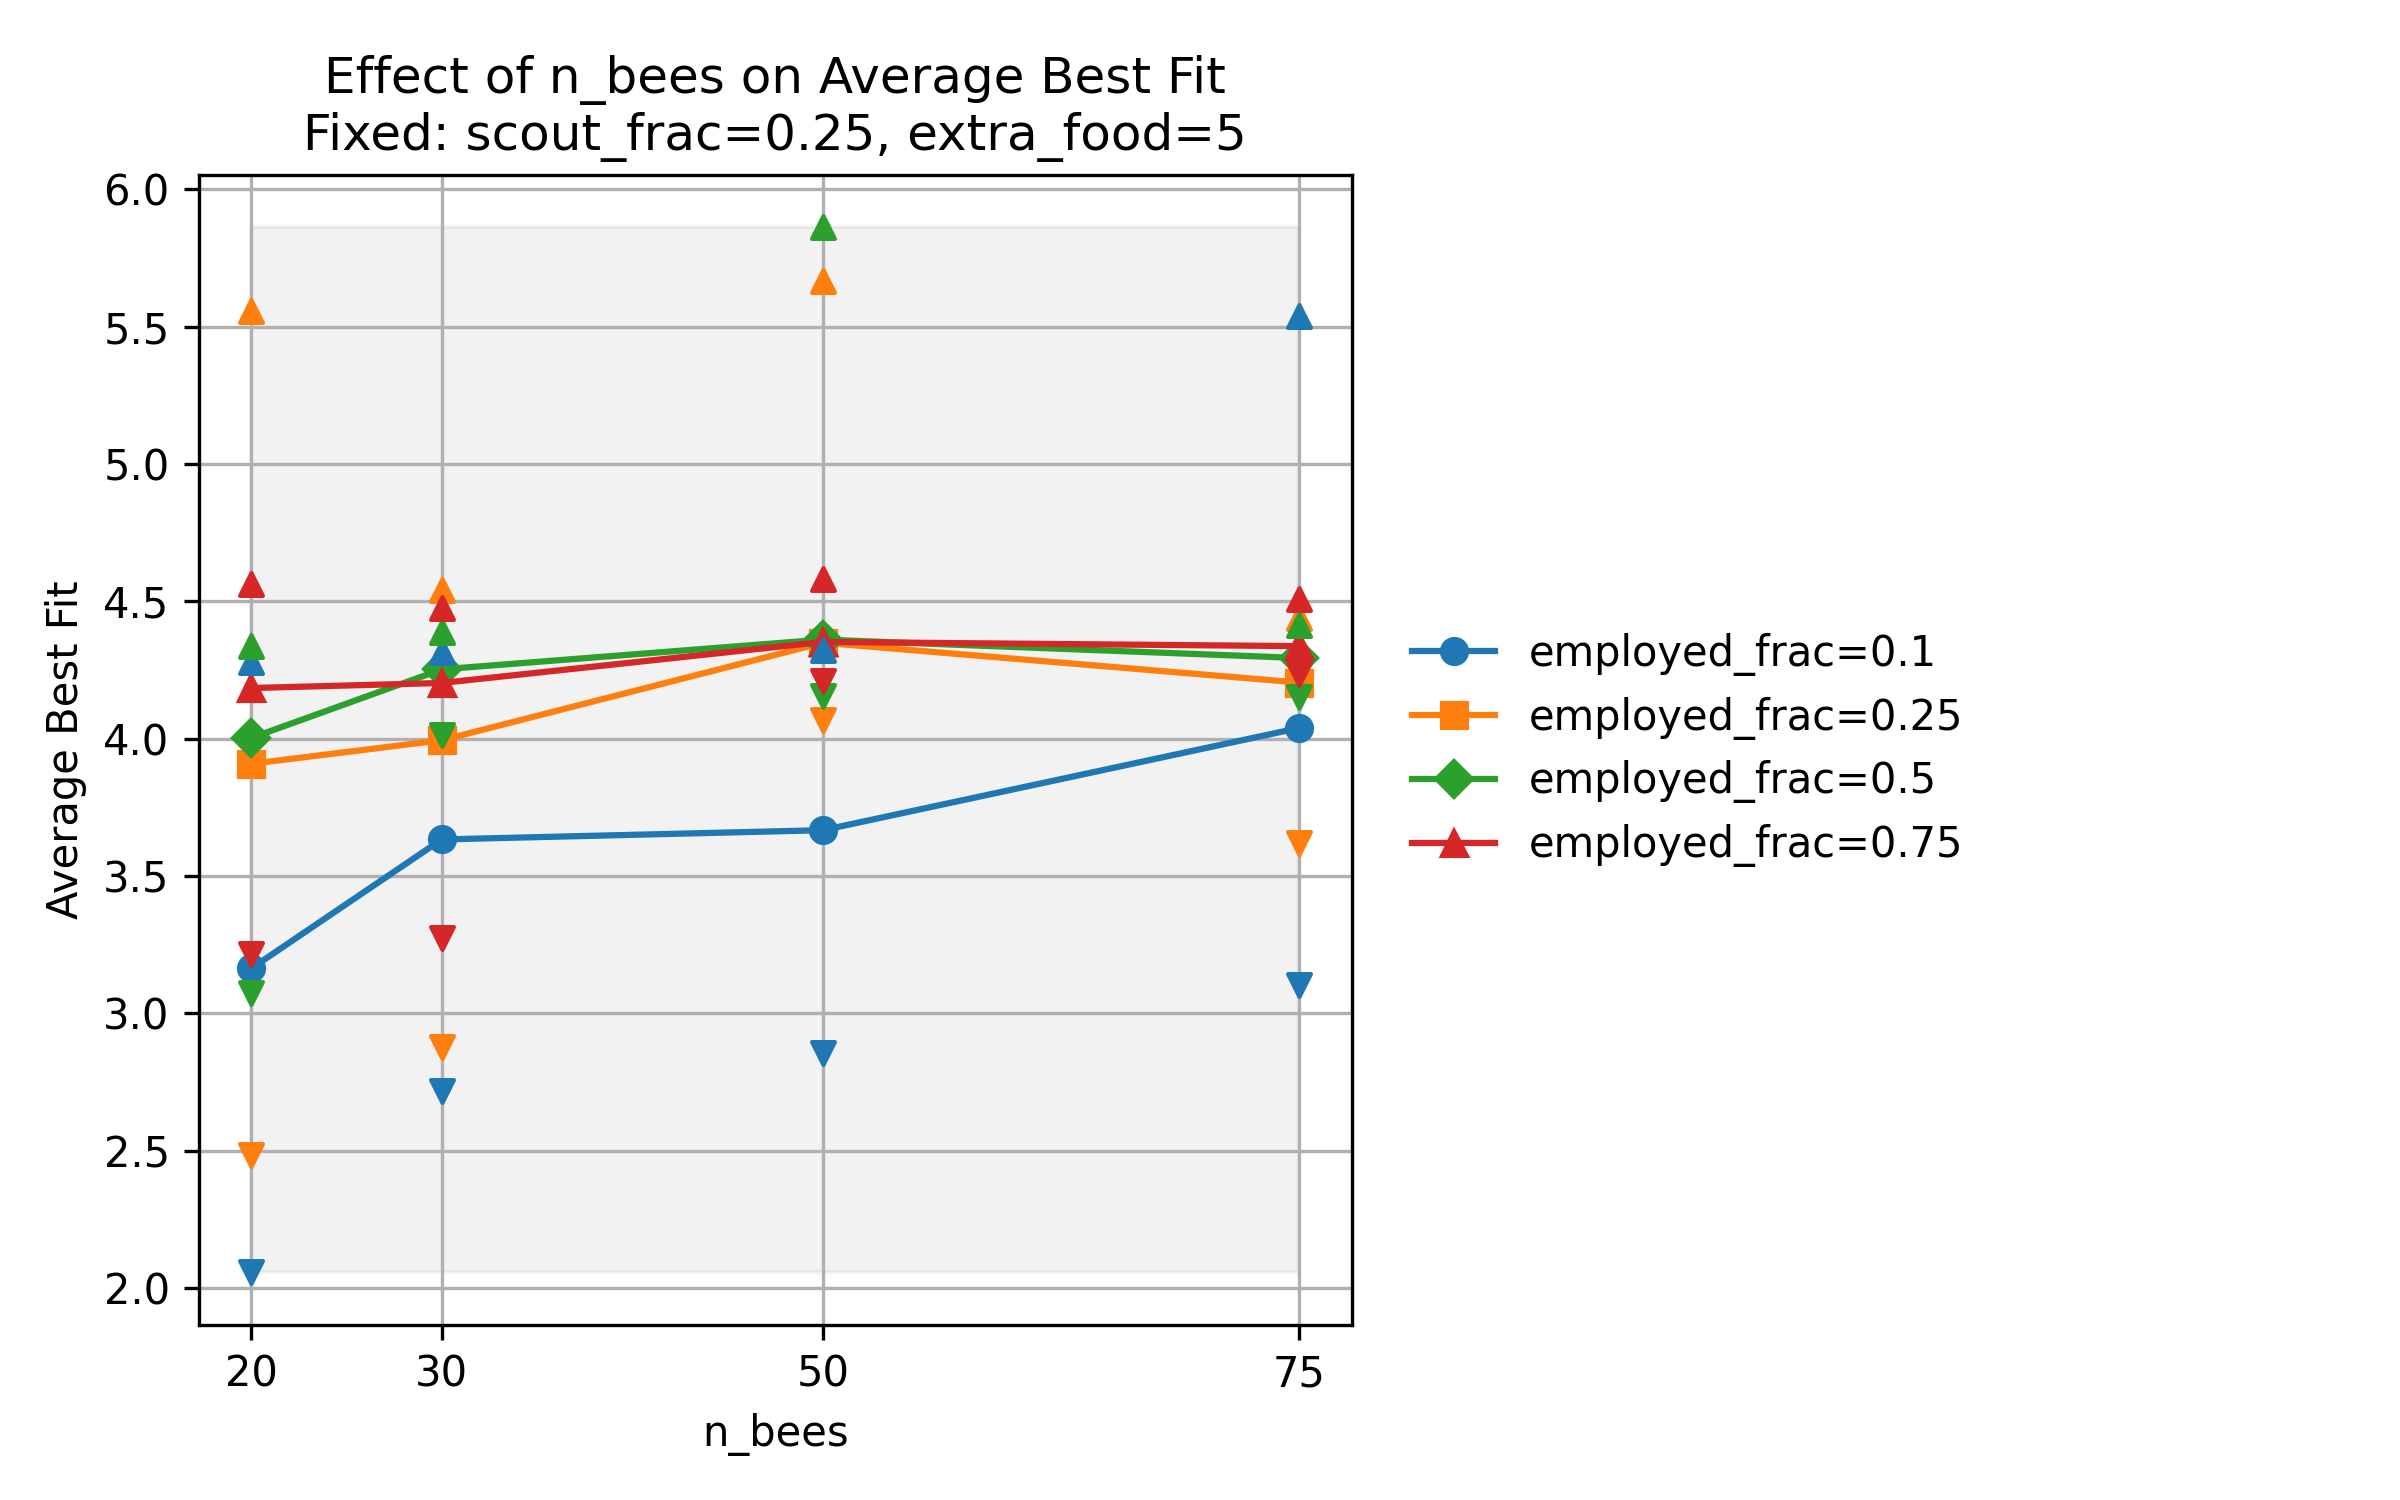 Effect of n_bees on Average Best Fit
Fixed: scout_frac=0.25, extra_food=5
Average Best Fit
6.0
5.5
5.0
4.5
4.0
3.5
3.0
2.5
2.0
20 30 50 75
n_bees
employed_frac=0.1
employed_frac=0.25
employed_frac=0.5
employed_frac=0.75